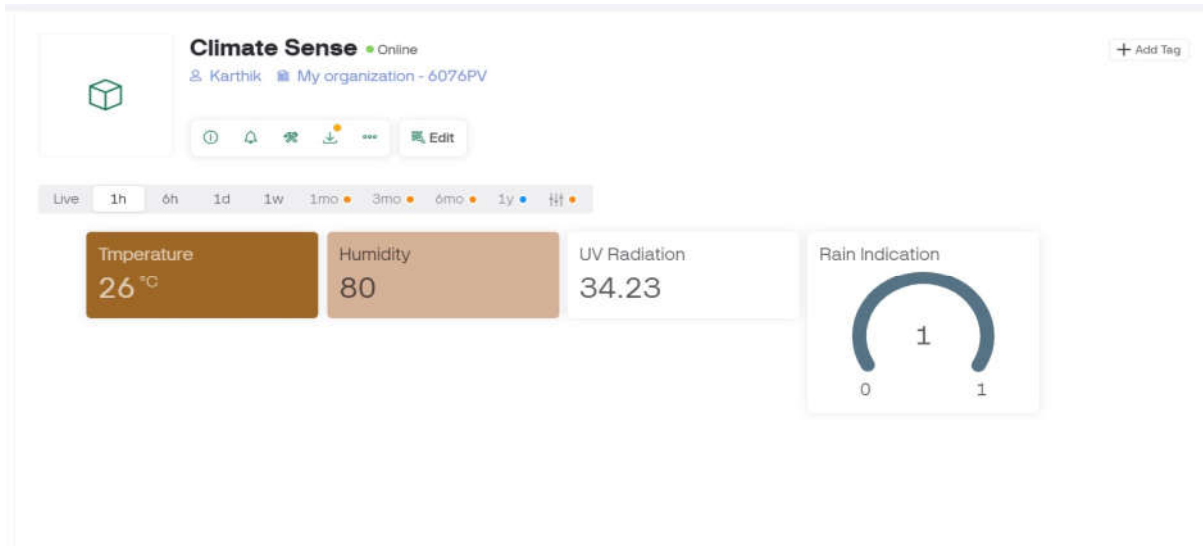 Climate Sense Online
Karthik My organization - 6076PV
Add Tag
Edit
Live 1h 6h 1d 1w 1mo 3mo 6mo 1y
Tmperature
26 °C
Humidity
80
UV Radiation
34.23
Rain Indication
1
0 1